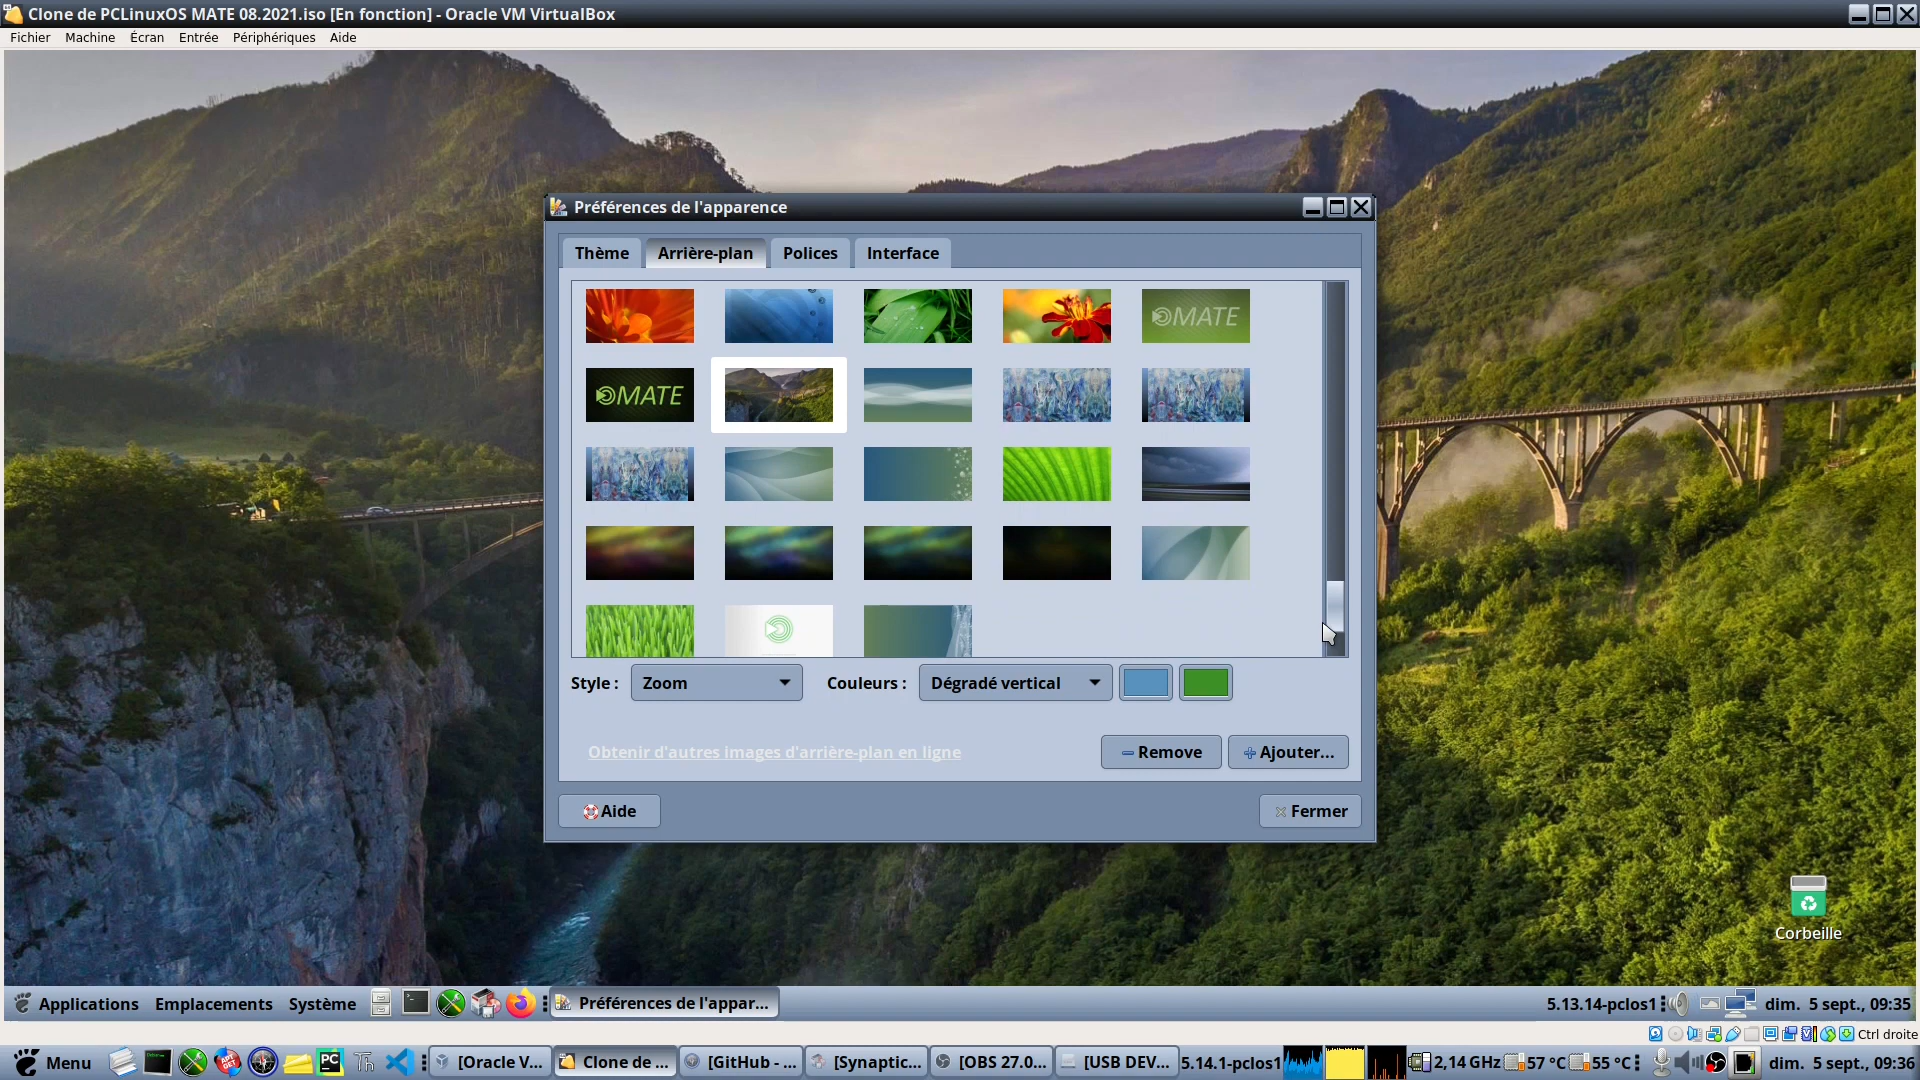 Clone de PCLinuxOS MATE 08.2021.iso [En fonction] - Oracle VM VirtualBox
Fichier Machine Écran Entrée Périphériques Aide
Préférences de l'apparence
Thème Arrière-plan Polices Interface
MATE
MATE
Style : Zoom Couleurs : Dégradé vertical
Obtenir d'autres images d'arrière-plan en ligne
Remove Ajouter...
Aide Fermer
Corbeille
Applications Emplacements Système Préférences de l'appar... 5.13.14-pclos1 dim. 5 sept., 09:35
Ctrl droite
Menu PC Th [Oracle V... Clone de ... [GitHub - ... [Synaptic... [OBS 27.0... [USB DEV... 5.14.1-pclos1 2,14 GHz 57 °C 55 °C dim. 5 sept., 09:36